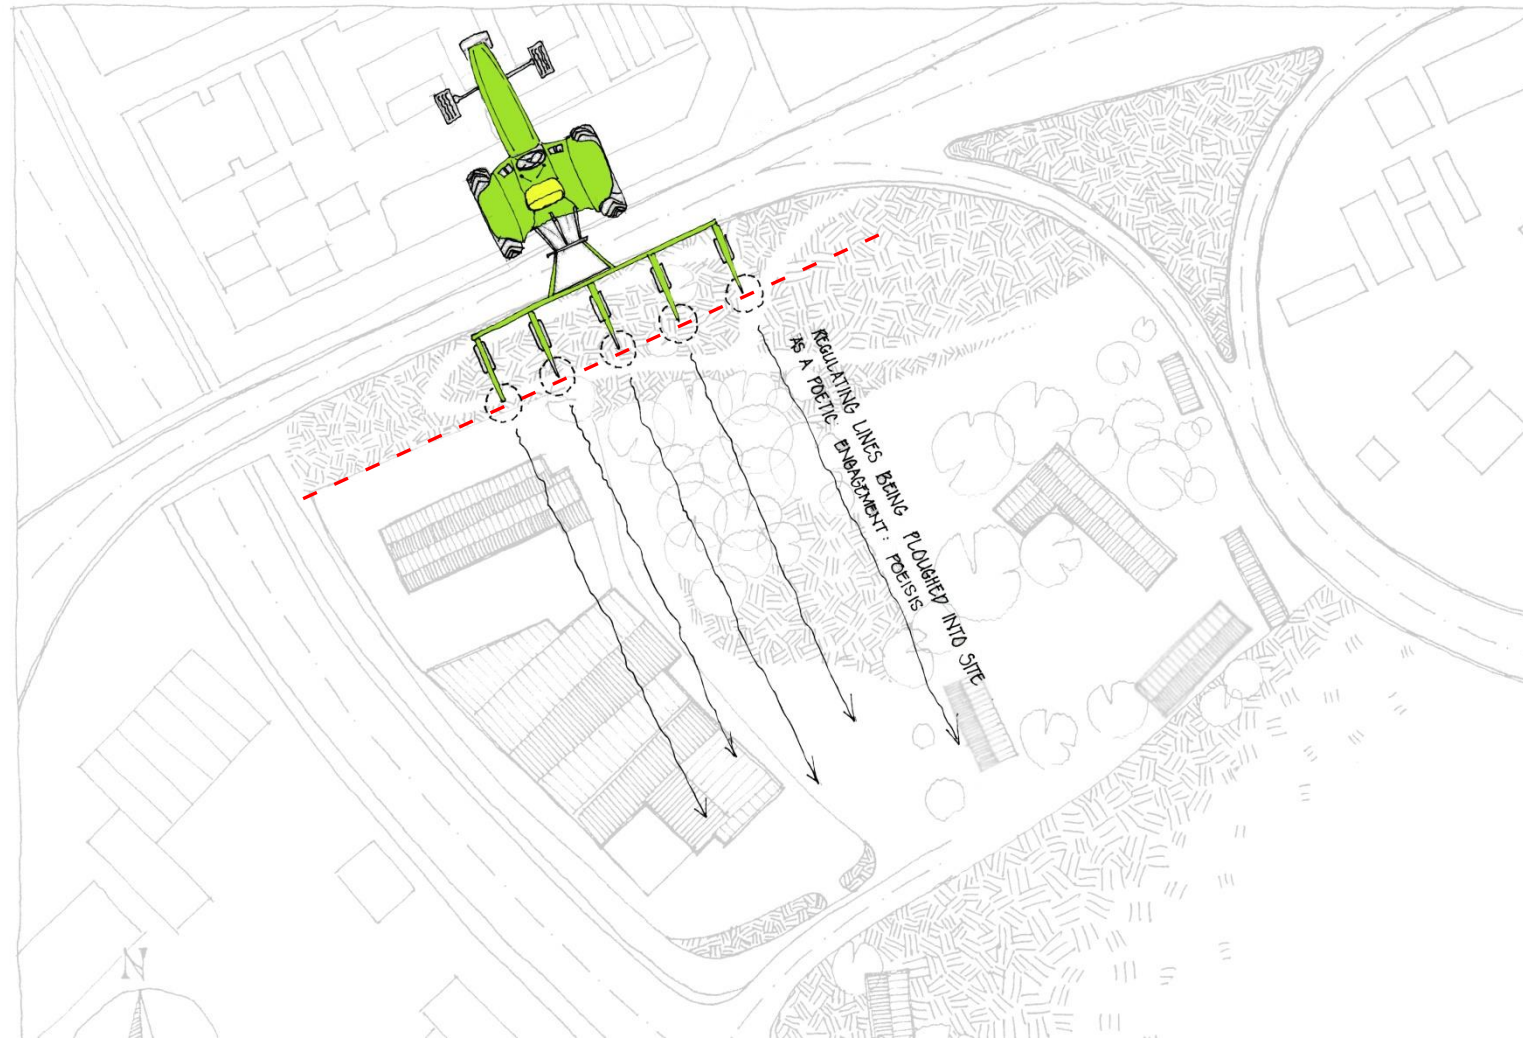 REGULATING LINES BEING PLOUGHED INTO SITE
AS A POETIC ENGAGEMENT: POEISIS
N